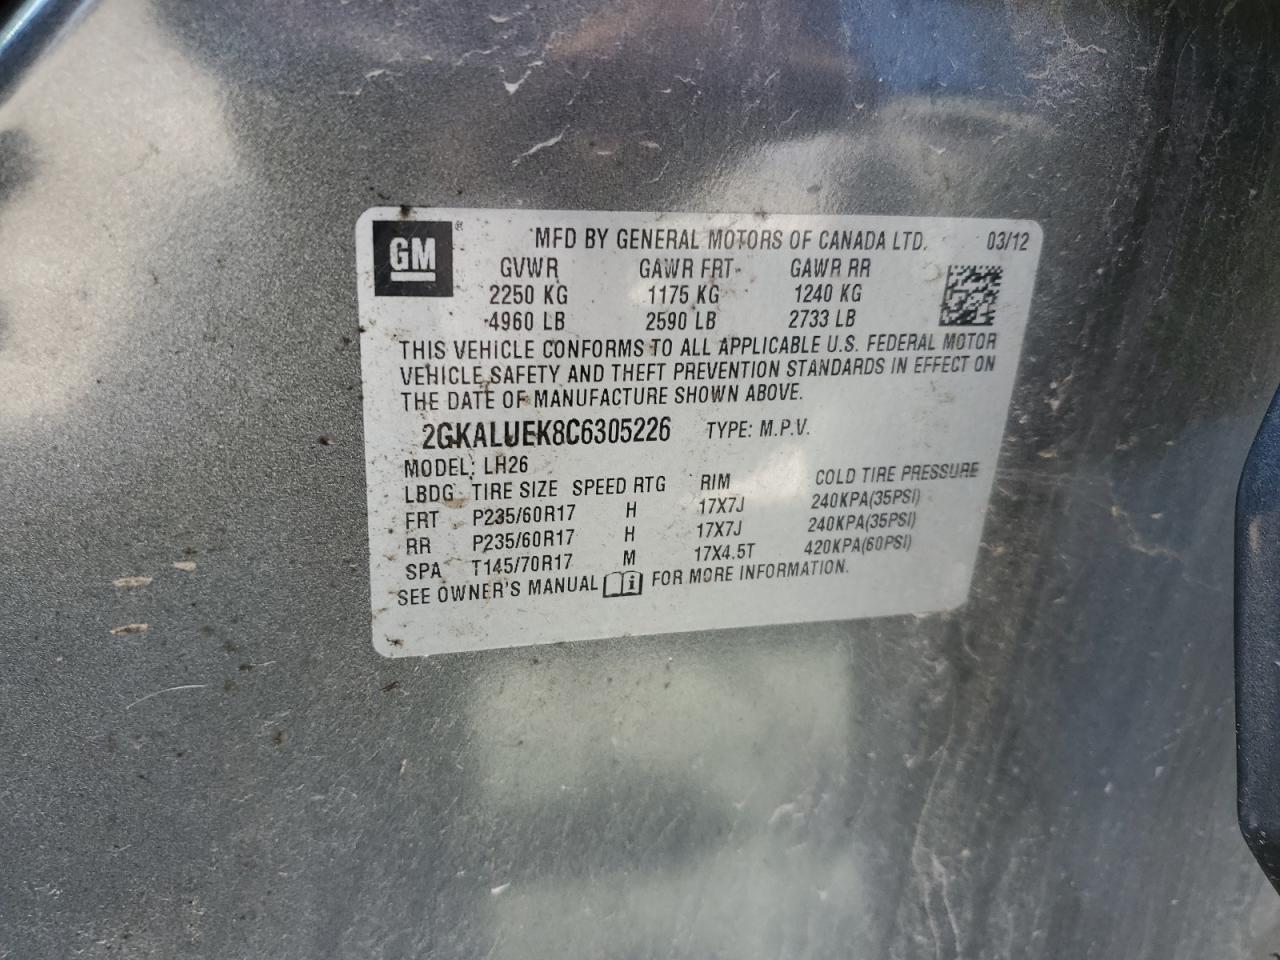 GM® MFD BY GENERAL MOTORS OF CANADA LTD. 03/12
GVWR GAWR FRT GAWR RR
2250 KG 1175 KG 1240 KG
4960 LB 2590 LB 2733 LB
THIS VEHICLE CONFORMS TO ALL APPLICABLE U.S. FEDERAL MOTOR
VEHICLE SAFETY AND THEFT PREVENTION STANDARDS IN EFFECT ON
THE DATE OF MANUFACTURE SHOWN ABOVE.
2GKALUEK8C6305226 TYPE: M.P.V.
MODEL: LH26
LBDG TIRE SIZE SPEED RTG RIM COLD TIRE PRESSURE
FRT P235/60R17 H 17X7J 240KPA(35PSI)
RR P235/60R17 H 17X7J 240KPA(35PSI)
SPA T145/70R17 M 17X4.5T 420KPA(60PSI)
SEE OWNER'S MANUAL FOR MORE INFORMATION.